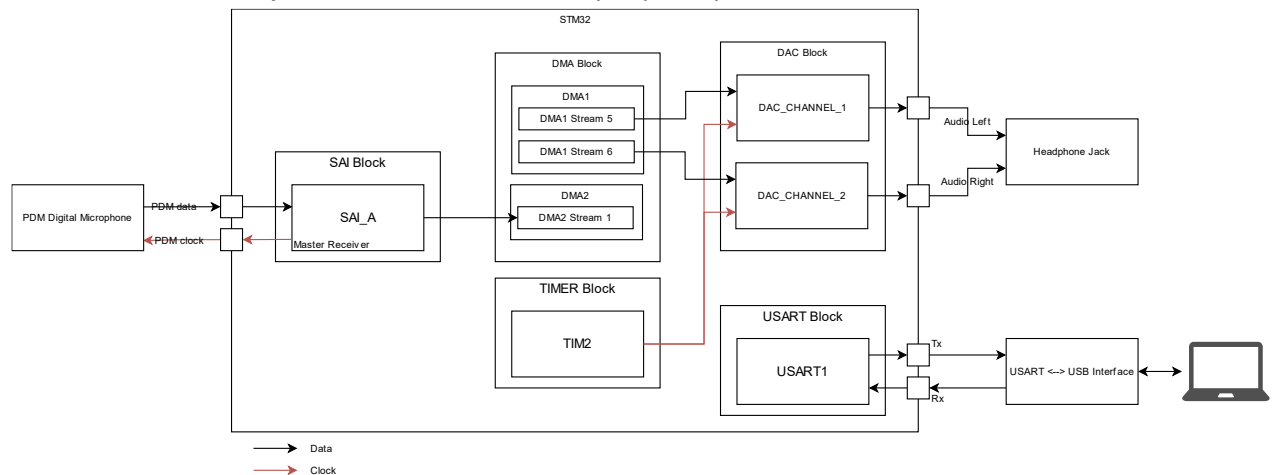 STM32
DMA Block
DAC Block
DMA1
DMA1 Stream 5
DAC_CHANNEL_1
Audio Left
DMA1 Stream 6
Headphone Jack
SAI Block
Audio Right
DMA2
DAC_CHANNEL_2
PDM Digital Microphone
PDM data
SAI_A
DMA2 Stream 1
PDM clock
Master Receiver
TIMER Block
USART Block
TIM2
Tx
USART1
USART <--> USB Interface
Rx
Data
Clock